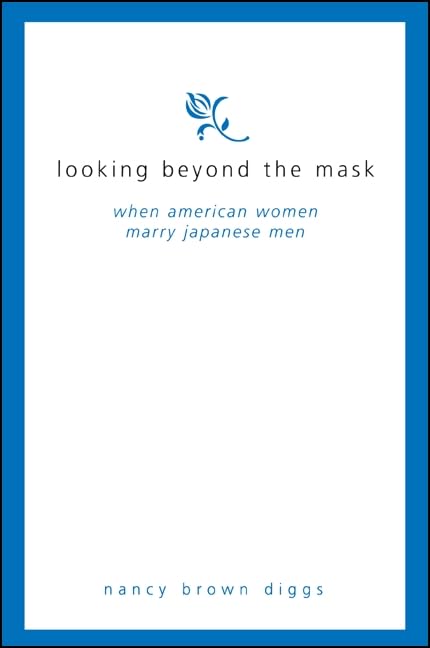 looking beyond the mask
when american women
marry japanese men
nancy brown diggs